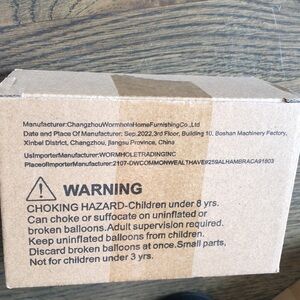 Manufacturer:ChangzhouWormholeHomeFurnishingCo.,Ltd
Date and Place Of Manufacturer: Sep.2022.3rd Floor, Building 10, Boshan Machinery Factory,
Xinbei District, Changzhou, Jiangsu Province, China
UsImporterManufacturer:WORMHOLETRADINGINC
PlaceofImporterManufacturer:2107-DWCOMMONWEALTHAVE#259ALHAMBRACA91803
WARNING
CHOKING HAZARD-Children under 8 yrs.
Can choke or suffocate on uninflated or
broken balloons.Adult supervision required.
Keep uninflated balloons from children.
Discard broken balloons at once.Small parts,
Not for children under 3 yrs.